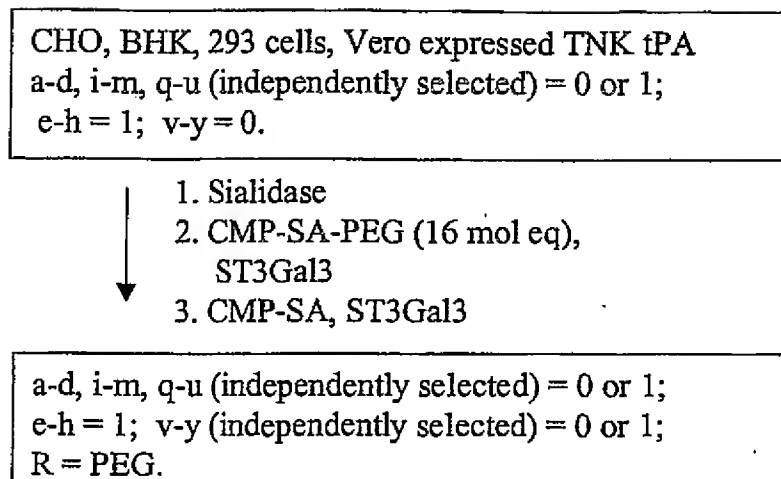 CHO, BHK, 293 cells, Vero expressed TNK tPA
a-d, i-m, q-u (independently selected) = 0 or 1;
e-h = 1; v-y = 0.
1. Sialidase
2. CMP-SA-PEG (16 mol eq),
ST3Gal3
3. CMP-SA, ST3Gal3
a-d, i-m, q-u (independently selected) = 0 or 1;
e-h = 1; v-y (independently selected) = 0 or 1;
R = PEG.